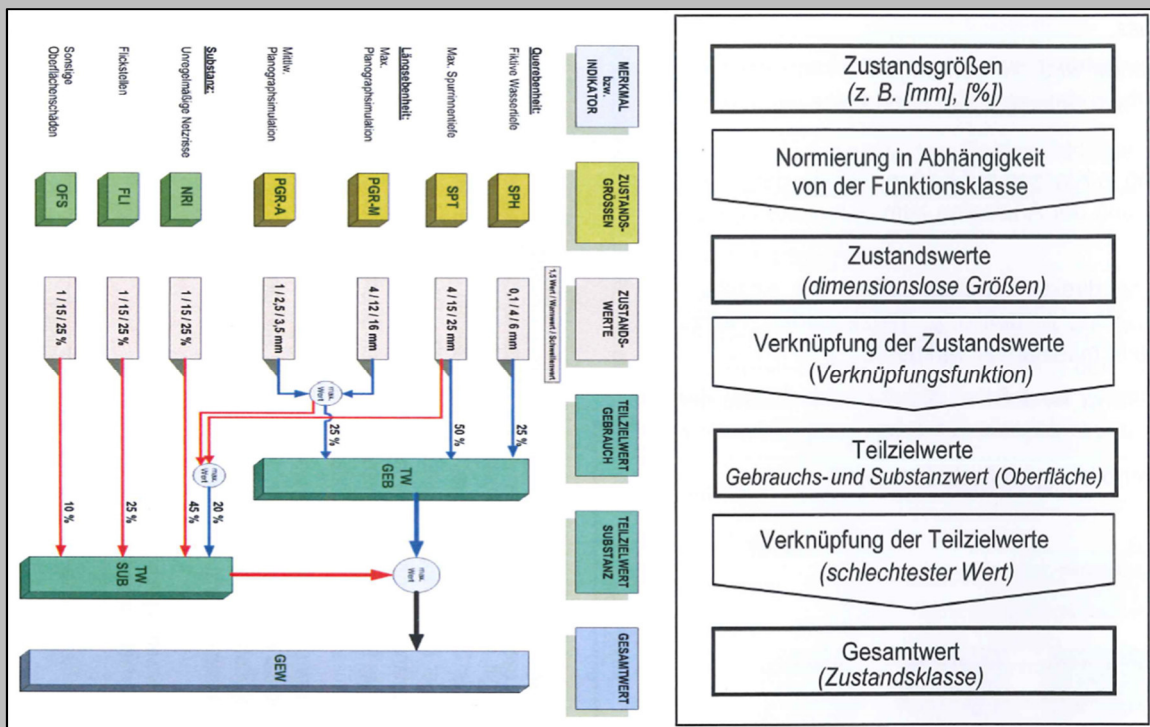 MERKMAL
bzw.
INDIKATOR
ZUSTANDS-
GRÖSSEN
ZUSTANDS-
WERTE
TEILZIELWERT
GEBRAUCH
TEILZIELWERT
SUBSTANZ
GESAMTWERT
1,5 Wert / Warnwert / Schwellenwert
Querebenheit:
Fiktive Wassertiefe
SPH
0,1 / 4 / 6 mm
25 %
Max. Spurrinnentiefe
SPT
4 / 15 / 25 mm
50 %
Längsebenheit:
Max.
Planographsimulation
PGR-M
4 / 12 / 16 mm
max.
Wert
25 %
Mittlw.
Planographsimulation
PGR-A
1 / 2,5 / 3,5 mm
TW
GEB
max.
Wert
Substanz:
Unregelmäßige Netzrisse
NRI
1 / 15 / 25 %
max.
Wert
20 %
45 %
Flickstellen
FLI
1 / 15 / 25 %
25 %
Sonstige
Oberflächenschäden
OFS
1 / 15 / 25 %
10 %
TW
SUB
GEW
Zustandsgrößen
(z. B. [mm], [%])
Normierung in Abhängigkeit
von der Funktionsklasse
Zustandswerte
(dimensionslose Größen)
Verknüpfung der Zustandswerte
(Verknüpfungsfunktion)
Teilzielwerte
Gebrauchs- und Substanzwert (Oberfläche)
Verknüpfung der Teilzielwerte
(schlechtester Wert)
Gesamtwert
(Zustandsklasse)